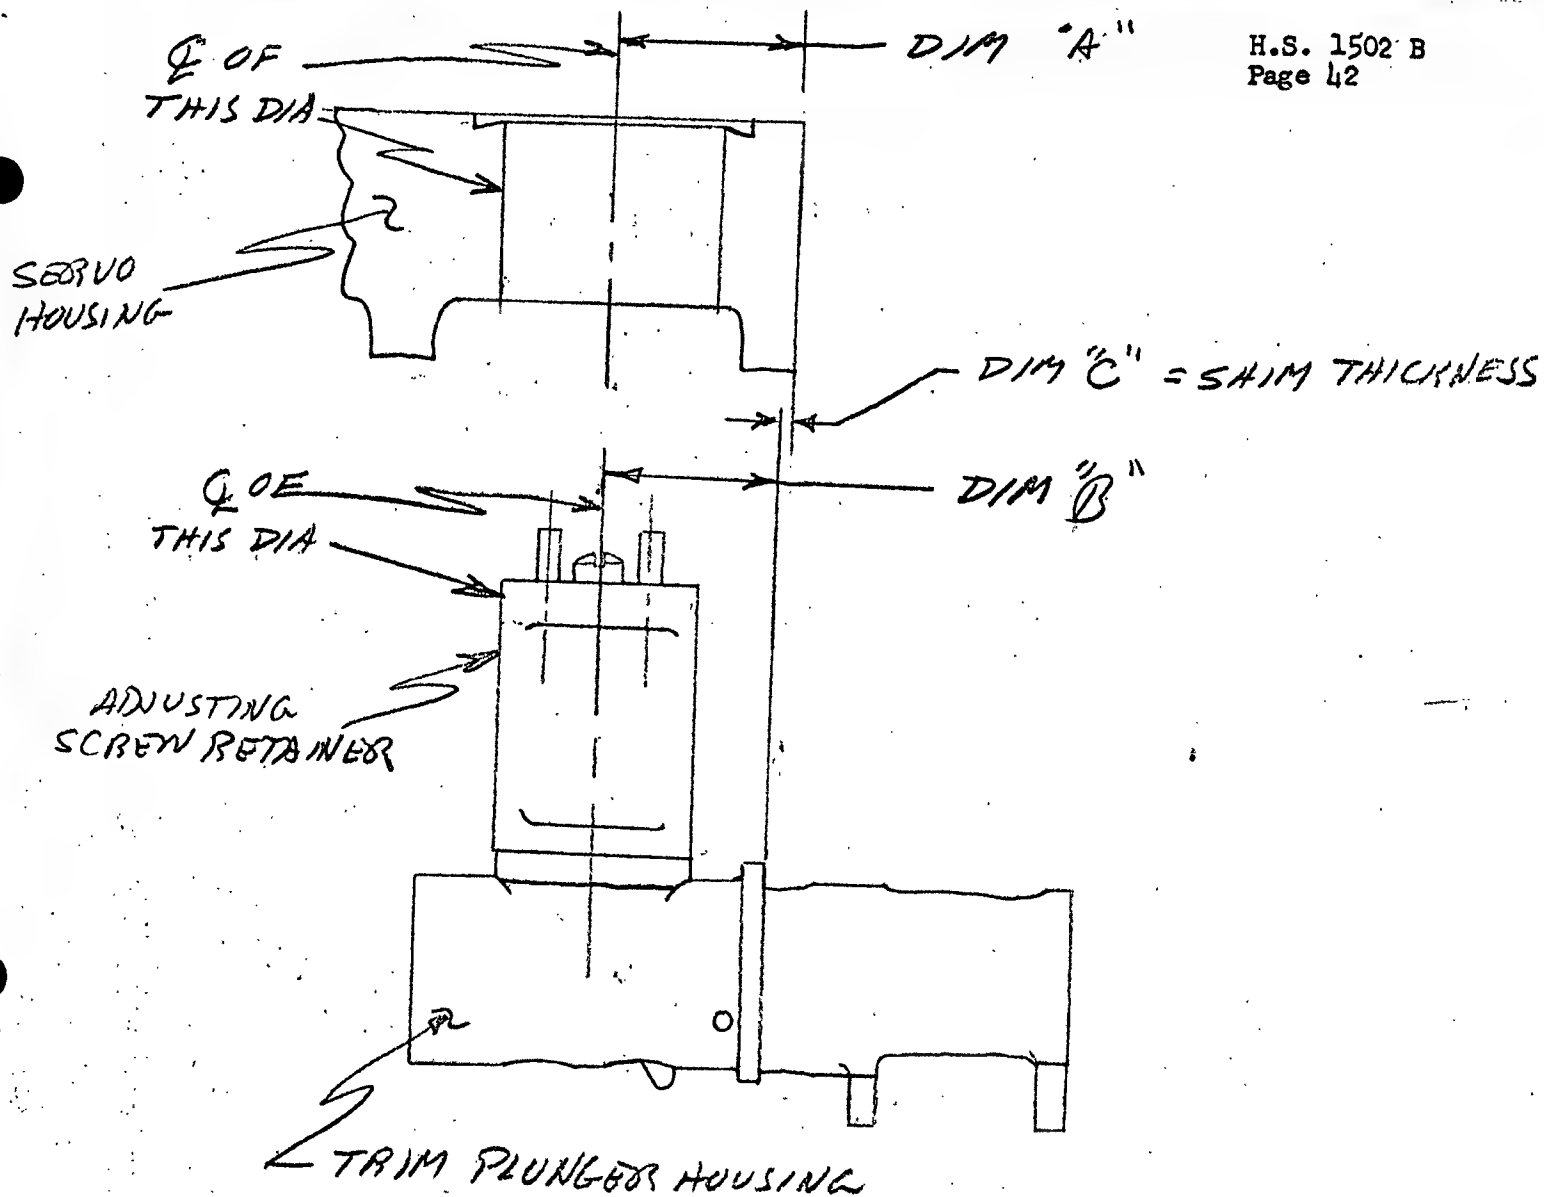 H.S. 1502 B
Page 42
℄ OF
THIS DIA
DIM "A"
SERVO
HOUSING
DIM "C" = SHIM THICKNESS
℄ OF
THIS DIA
DIM "B"
ADJUSTING
SCREW RETAINER
TRIM PLUNGER HOUSING